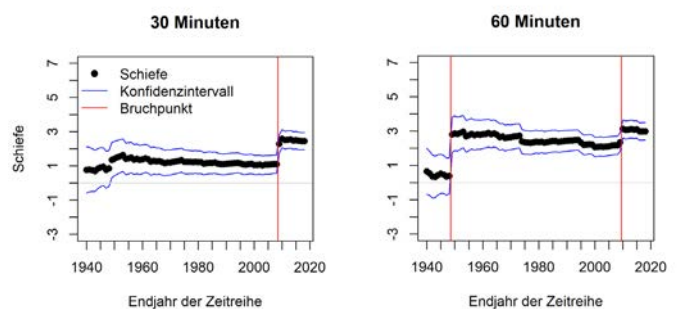 30 Minuten
Schiefe
7
5
3
1
-1
-3
Schiefe
Konfidenzintervall
Bruchpunkt
1940 1960 1980 2000 2020
Endjahr der Zeitreihe
60 Minuten
7
5
3
1
-1
-3
1940 1960 1980 2000 2020
Endjahr der Zeitreihe